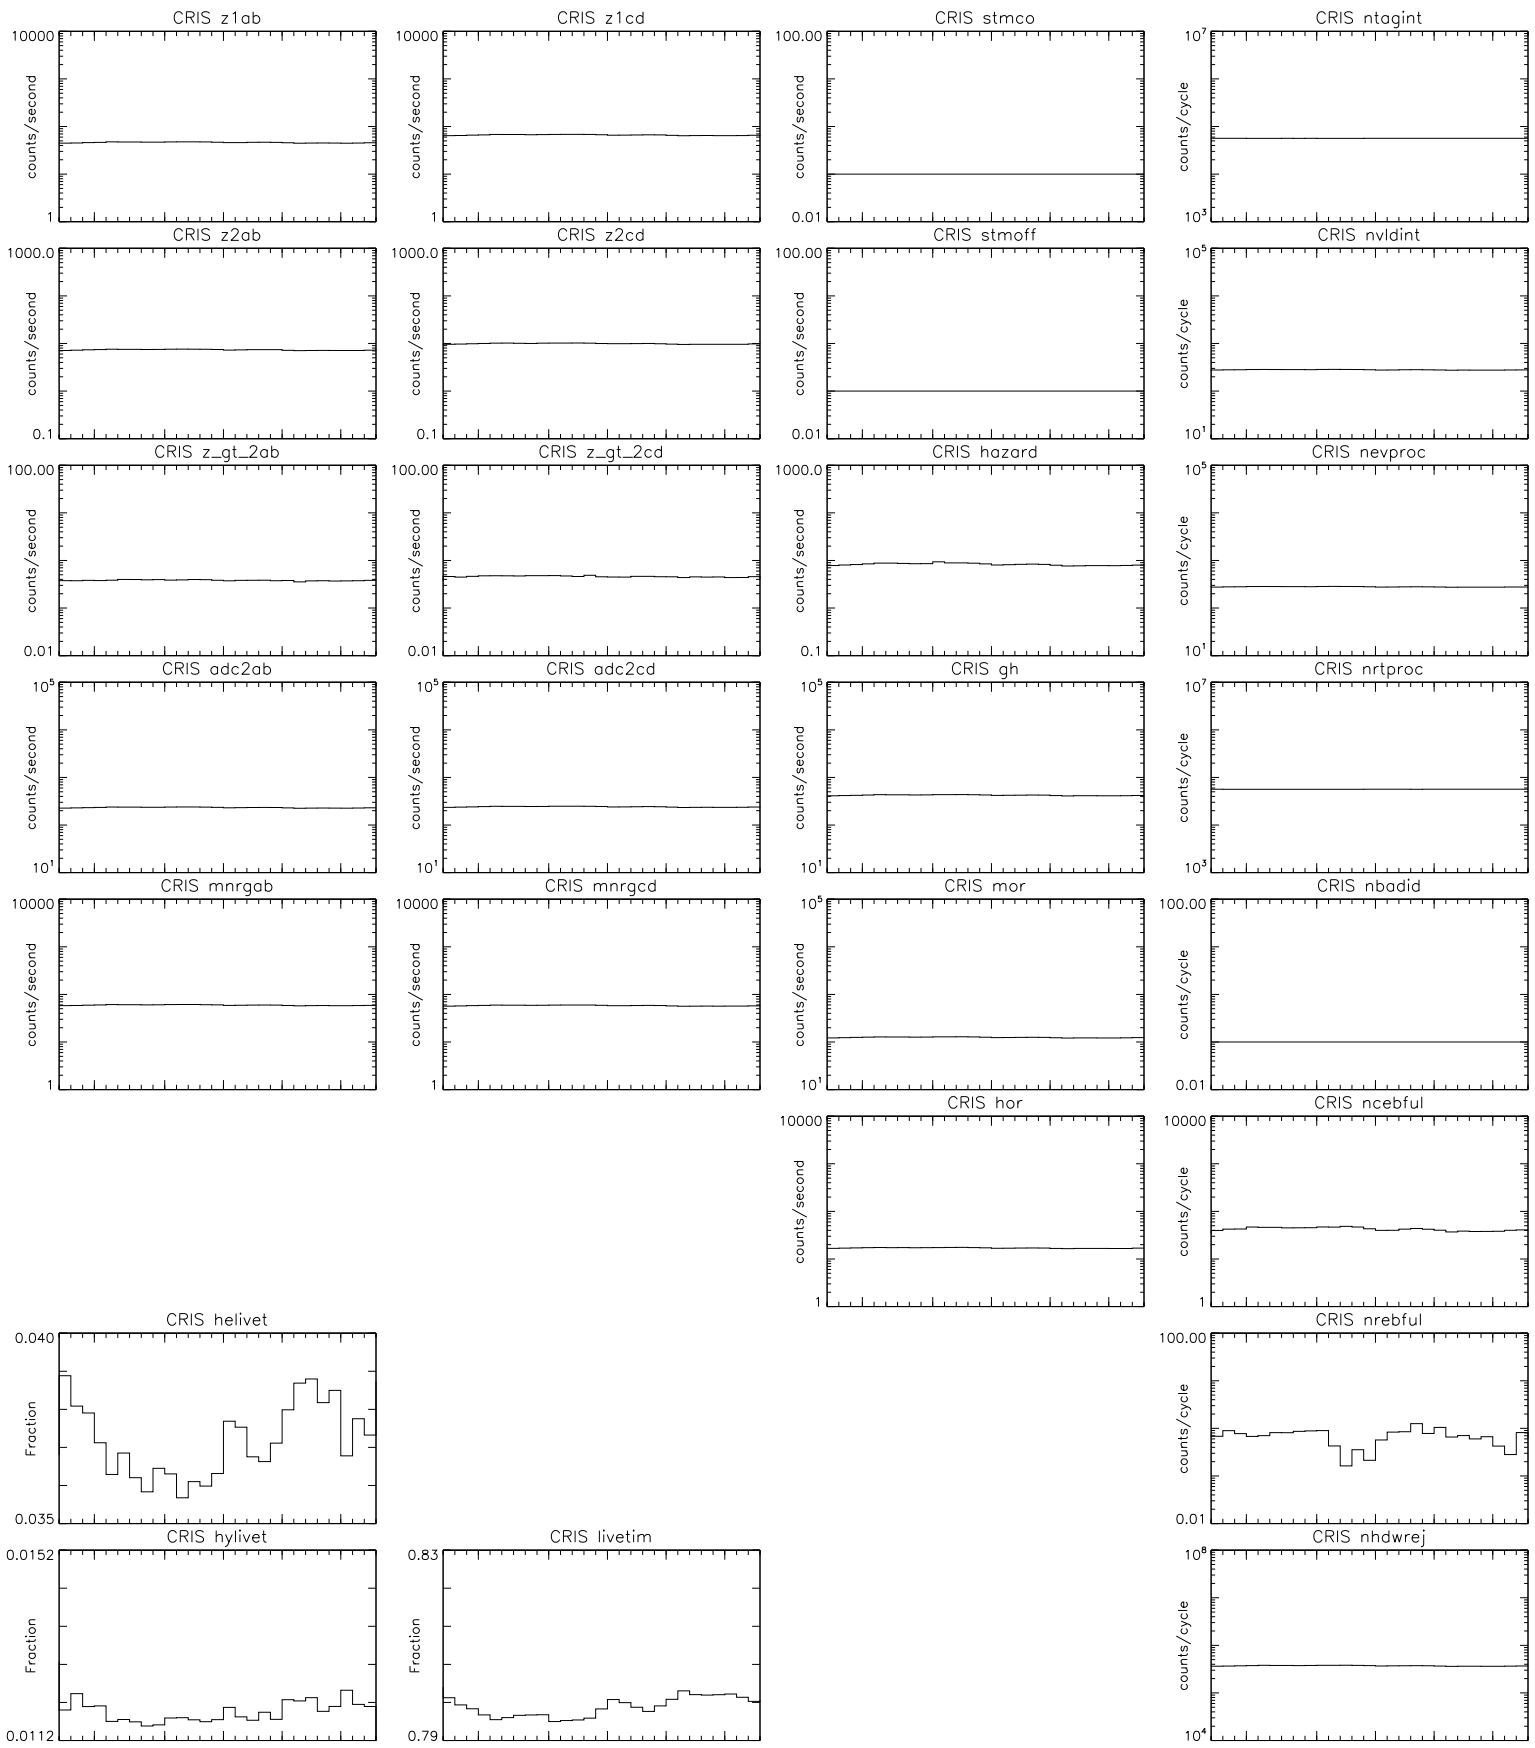 CRIS z1ab
10000
counts/second
1
CRIS z1cd
10000
counts/second
1
CRIS stmco
100.00
counts/second
0.01
CRIS ntagint
10⁷
counts/cycle
10³
CRIS z2ab
1000.0
counts/second
0.1
CRIS z2cd
1000.0
counts/second
0.1
CRIS stmoff
100.00
counts/second
0.01
CRIS nvldint
10⁵
counts/cycle
10¹
CRIS z_gt_2ab
100.00
counts/second
0.01
CRIS z_gt_2cd
100.00
counts/second
0.01
CRIS hazard
1000.0
counts/second
0.1
CRIS nevproc
10⁵
counts/cycle
10¹
CRIS adc2ab
10⁵
counts/second
10¹
CRIS adc2cd
10⁵
counts/second
10¹
CRIS gh
10⁵
counts/second
10¹
CRIS nrtproc
10⁷
counts/cycle
10³
CRIS mnrgab
10000
counts/second
1
CRIS mnrgcd
10000
counts/second
1
CRIS mor
10⁵
counts/second
10¹
CRIS nbadid
100.00
counts/cycle
0.01
CRIS hor
10000
counts/second
1
CRIS ncebful
10000
counts/cycle
1
CRIS helivet
0.040
Fraction
0.035
CRIS nrebful
100.00
counts/cycle
0.01
CRIS hylivet
0.0152
Fraction
0.0112
CRIS livetim
0.83
Fraction
0.79
CRIS nhdwrej
10⁸
counts/cycle
10⁴